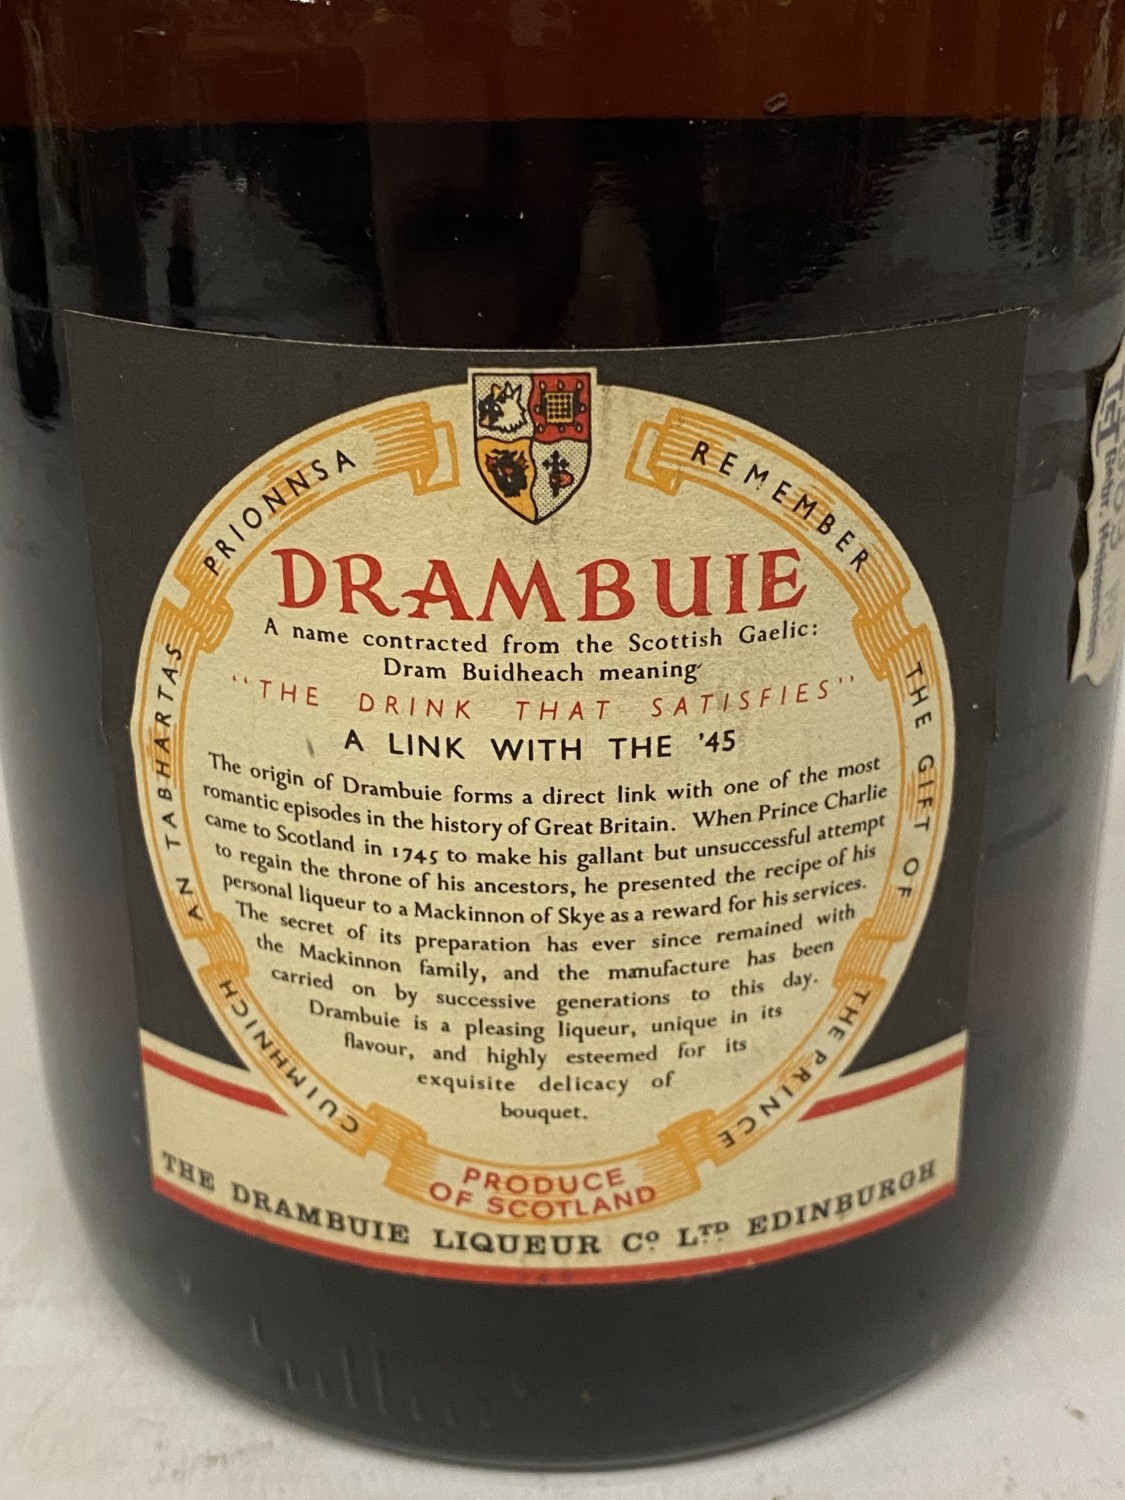 CUIMHNICH AN TABHARTAS PRIONNSA
REMEMBER THE GIFT OF THE PRINCE
DRAMBUIE
A name contracted from the Scottish Gaelic:
Dram Buidheach meaning
"THE DRINK THAT SATISFIES"
A LINK WITH THE '45
The origin of Drambuie forms a direct link with one of the most
romantic episodes in the history of Great Britain. When Prince Charlie
came to Scotland in 1745 to make his gallant but unsuccessful attempt
to regain the throne of his ancestors, he presented the recipe of his
personal liqueur to a Mackinnon of Skye as a reward for his services.
The secret of its preparation has ever since remained with
the Mackinnon family, and the manufacture has been
carried on by successive generations to this day.
Drambuie is a pleasing liqueur, unique in its
flavour, and highly esteemed for its
exquisite delicacy of
bouquet.
PRODUCE
OF SCOTLAND
THE DRAMBUIE LIQUEUR Co LTD EDINBURGH